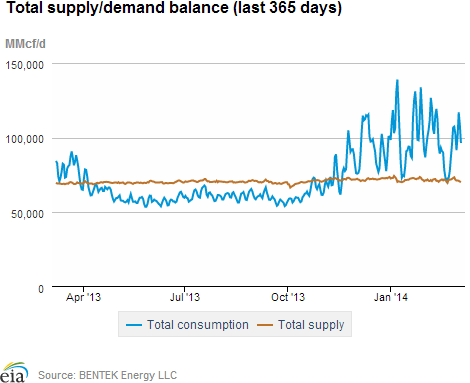 Total supply/demand balance (last 365 days)
MMcf/d
150,000
100,000
50,000
0
Apr '13
Jul '13
Oct '13
Jan '14
Total consumption
Total supply
eia
Source: BENTEK Energy LLC